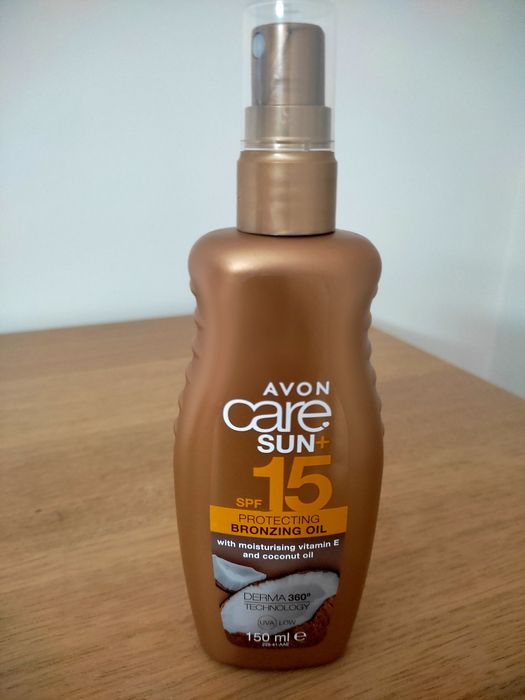 AVON
care
SUN+
SPF 15
PROTECTING
BRONZING OIL
with moisturising vitamin E
and coconut oil
DERMA 360°
TECHNOLOGY
UVA LOW
150 ml e